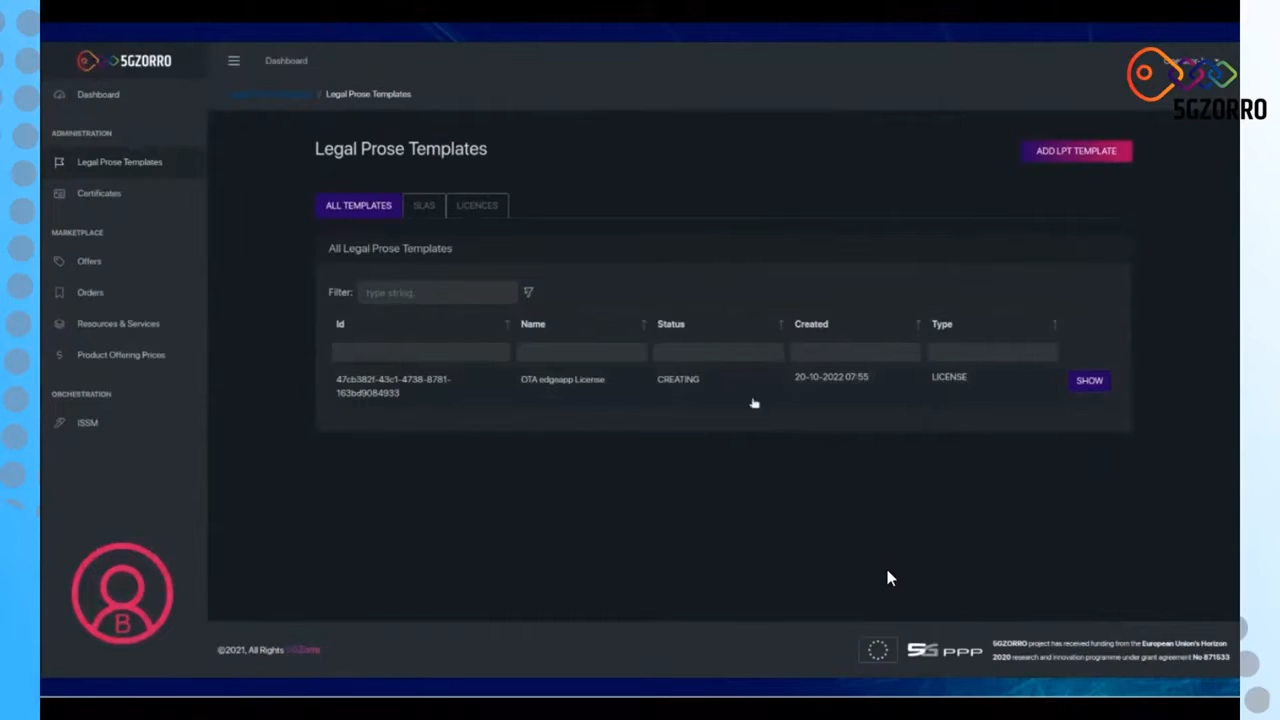 5GZORRO
Dashboard
5GZORRO
Dashboard
/ Legal Prose Templates
ADMINISTRATION
Legal Prose Templates
Certificates
MARKETPLACE
Offers
Orders
Resources & Services
Product Offering Prices
ORCHESTRATION
ISSM
B
Legal Prose Templates
ADD LPT TEMPLATE
ALL TEMPLATES SLAS LICENCES
All Legal Prose Templates
Filter: type string
Id Name Status Created Type
47cb382f-43c1-4738-8781- OTA edgeapp License CREATING 20-10-2022 07:55 LICENSE SHOW
163bd9084933
©2021, All Rights 5GZorro
5G PPP
5GZORRO project has received funding from the European Union's Horizon
2020 research and innovation programme under grant agreement No 871533